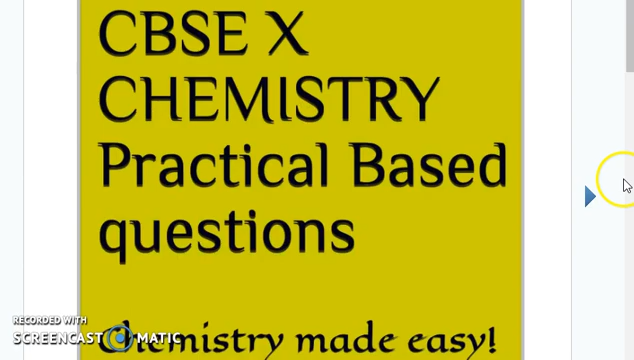 CBSE X
CHEMISTRY
Practical Based
questions
Chemistry made easy!
RECORDED WITH
SCREENCAST MATIC